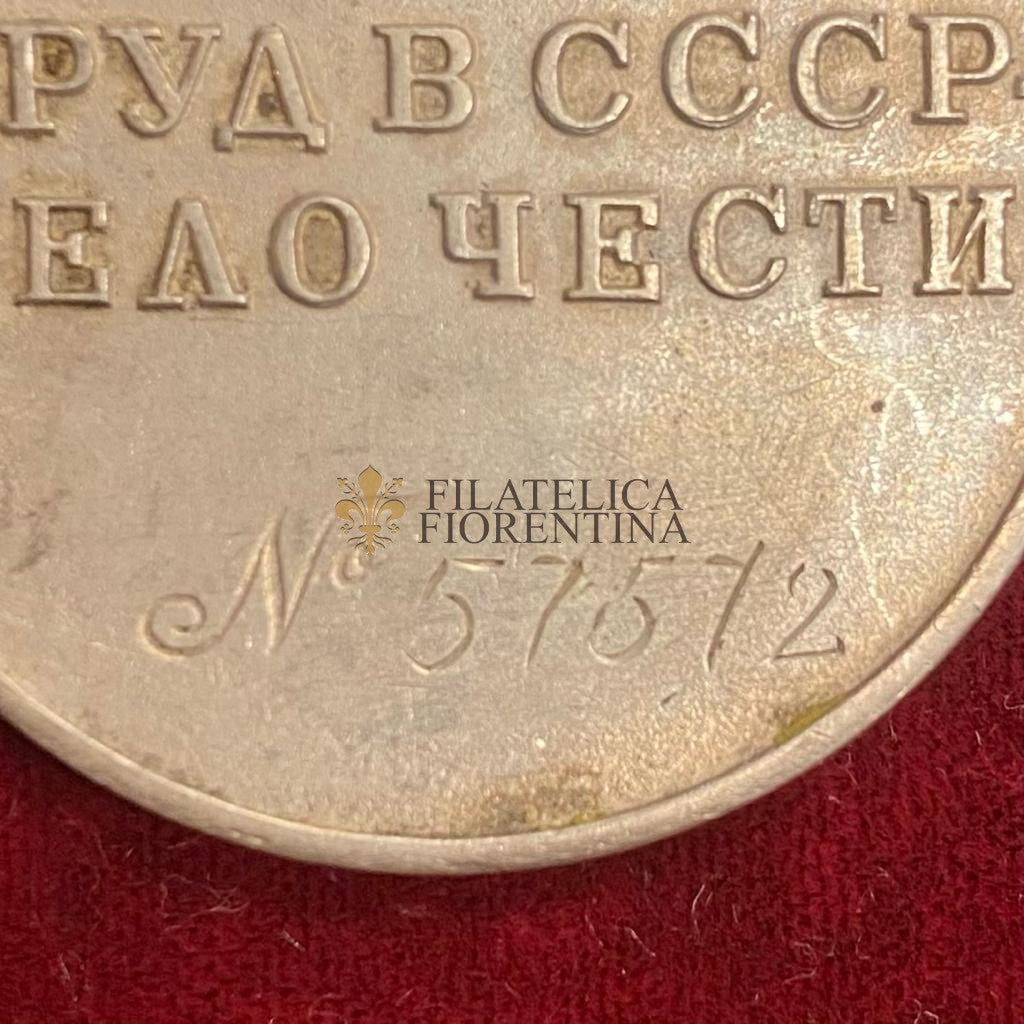 РУД В СССР-
ЕЛО ЧЕСТИ
FILATELICA
FIORENTINA
№ 57572